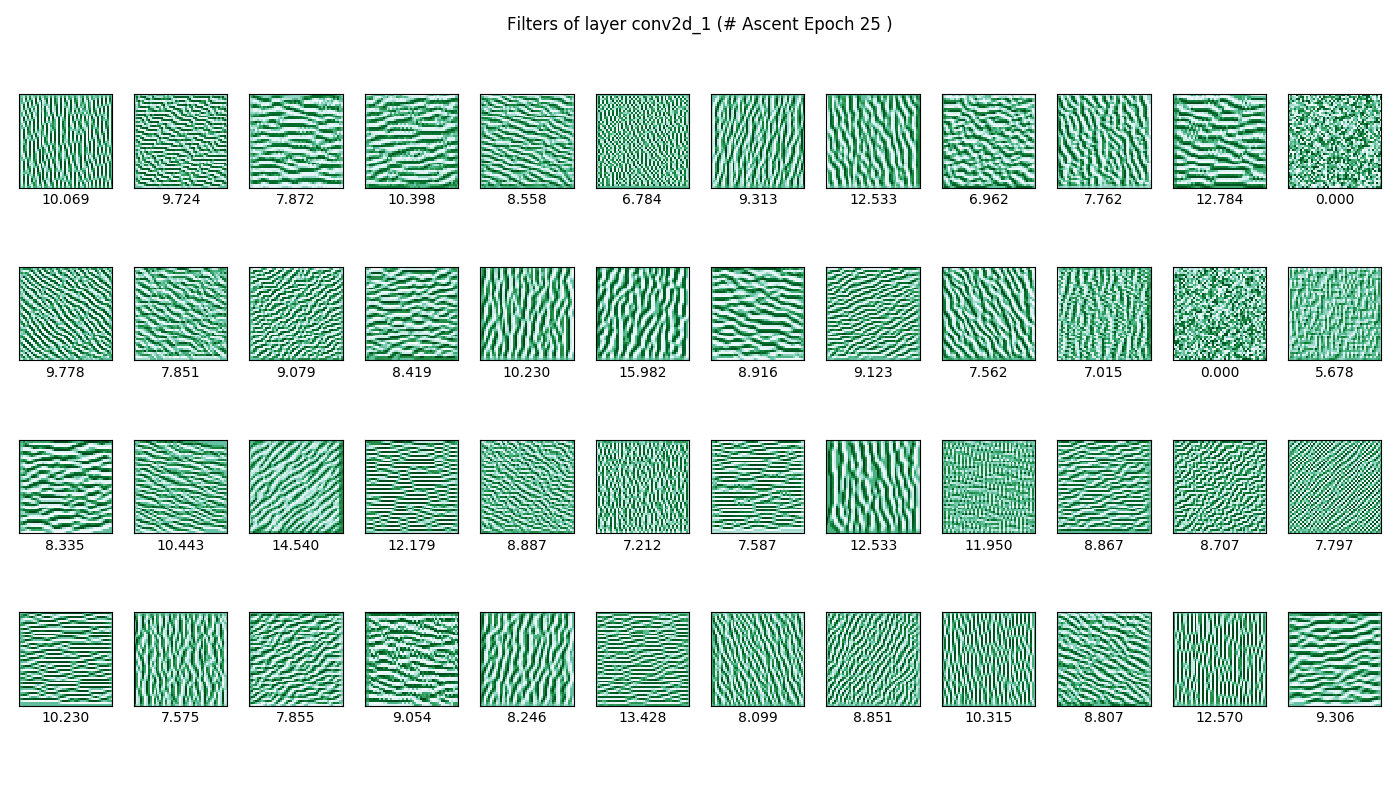 Filters of layer conv2d_1 (# Ascent Epoch 25 )
10.069 9.724 7.872 10.398 8.558 6.784 9.313 12.533 6.962 7.762 12.784 0.000
9.778 7.851 9.079 8.419 10.230 15.982 8.916 9.123 7.562 7.015 0.000 5.678
8.335 10.443 14.540 12.179 8.887 7.212 7.587 12.533 11.950 8.867 8.707 7.797
10.230 7.575 7.855 9.054 8.246 13.428 8.099 8.851 10.315 8.807 12.570 9.306